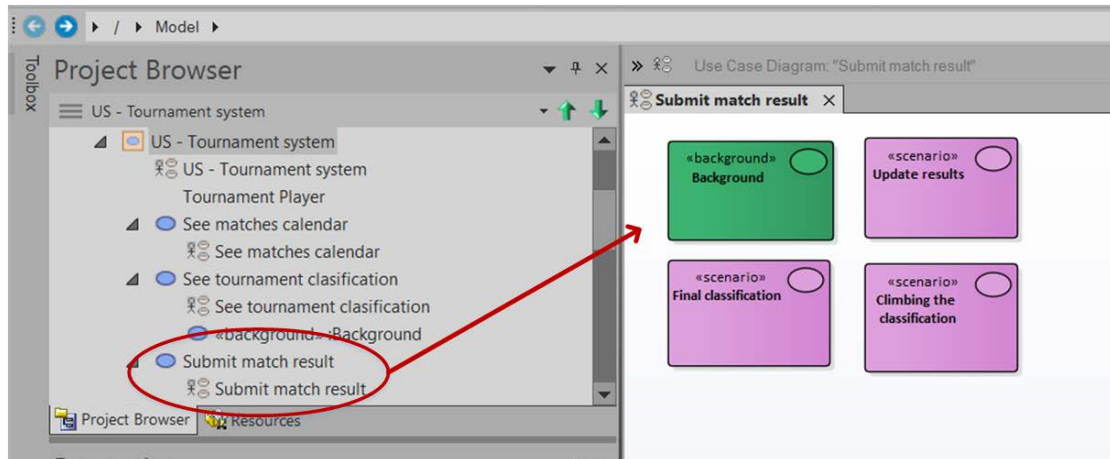 / Model
Toolbox
Project Browser
US - Tournament system
US - Tournament system
US - Tournament system
Tournament Player
See matches calendar
See matches calendar
See tournament clasification
See tournament clasification
«background» :Background
Submit match result
Submit match result
Project Browser
Resources
Use Case Diagram: "Submit match result"
Submit match result
«background»
Background
«scenario»
Update results
«scenario»
Final classification
«scenario»
Climbing the
classification